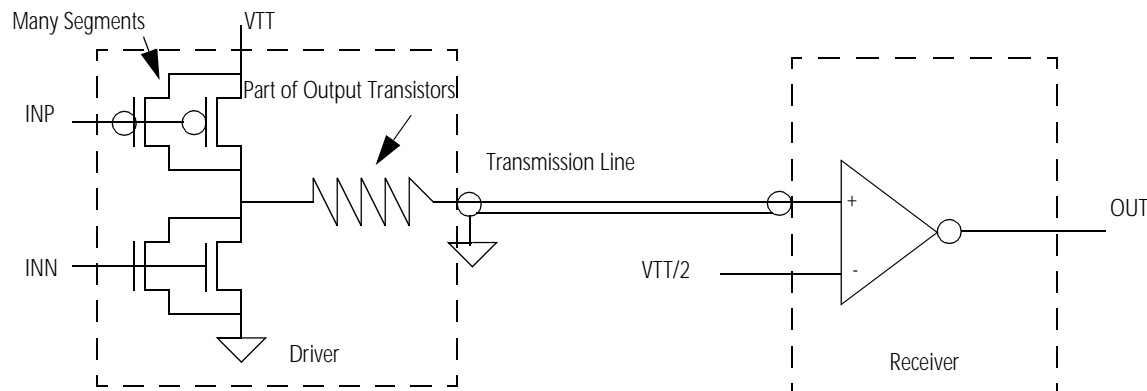 Many Segments
VTT
Part of Output Transistors
INP
Transmission Line
+
OUT
INN
VTT/2
-
Driver
Receiver